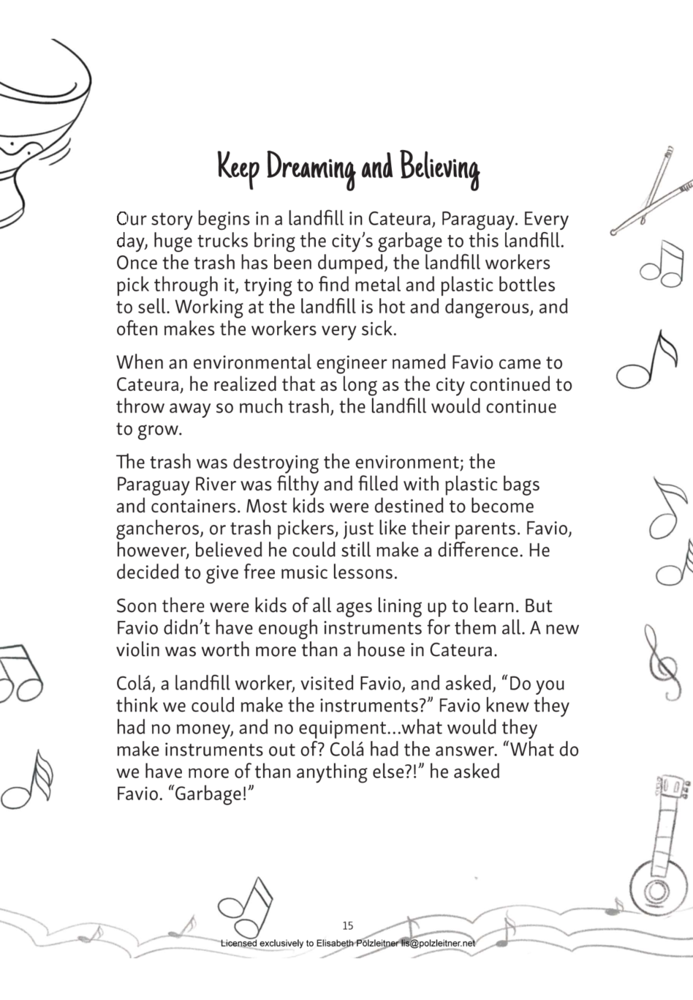 Keep Dreaming and Believing
Our story begins in a landfill in Cateura, Paraguay. Every
day, huge trucks bring the city’s garbage to this landfill.
Once the trash has been dumped, the landfill workers
pick through it, trying to find metal and plastic bottles
to sell. Working at the landfill is hot and dangerous, and
often makes the workers very sick.
When an environmental engineer named Favio came to
Cateura, he realized that as long as the city continued to
throw away so much trash, the landfill would continue
to grow.
The trash was destroying the environment; the
Paraguay River was filthy and filled with plastic bags
and containers. Most kids were destined to become
gancheros, or trash pickers, just like their parents. Favio,
however, believed he could still make a difference. He
decided to give free music lessons.
Soon there were kids of all ages lining up to learn. But
Favio didn’t have enough instruments for them all. A new
violin was worth more than a house in Cateura.
Colá, a landfill worker, visited Favio, and asked, “Do you
think we could make the instruments?” Favio knew they
had no money, and no equipment...what would they
make instruments out of? Colá had the answer. “What do
we have more of than anything else?!” he asked
Favio. “Garbage!”
15
Licensed exclusively to Elisabeth Pölzleitner lis@polzleitner.net